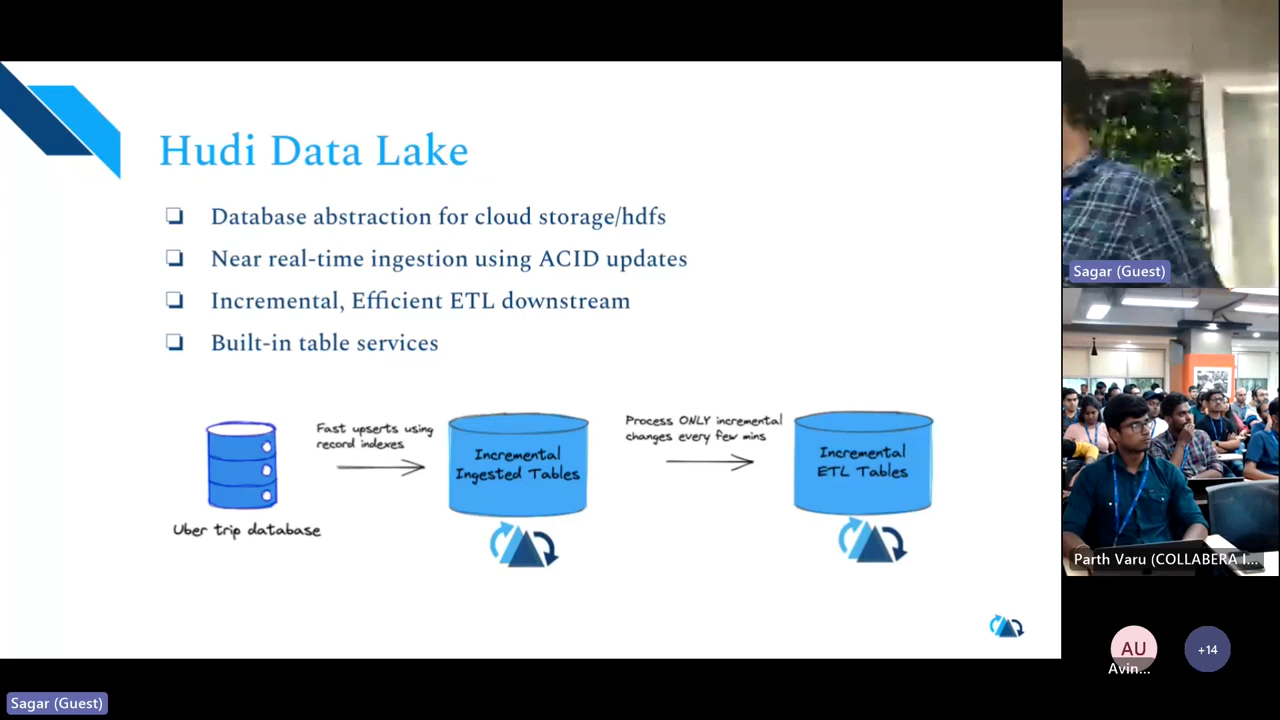 Hudi Data Lake
Database abstraction for cloud storage/hdfs
Near real-time ingestion using ACID updates
Incremental, Efficient ETL downstream
Built-in table services
Fast upserts using
record indexes
Process ONLY incremental
changes every few mins
Incremental
Ingested Tables
Incremental
ETL Tables
Uber trip database
Sagar (Guest)
Parth Varu (COLLABERA I...
AU
Avin...
+14
Sagar (Guest)